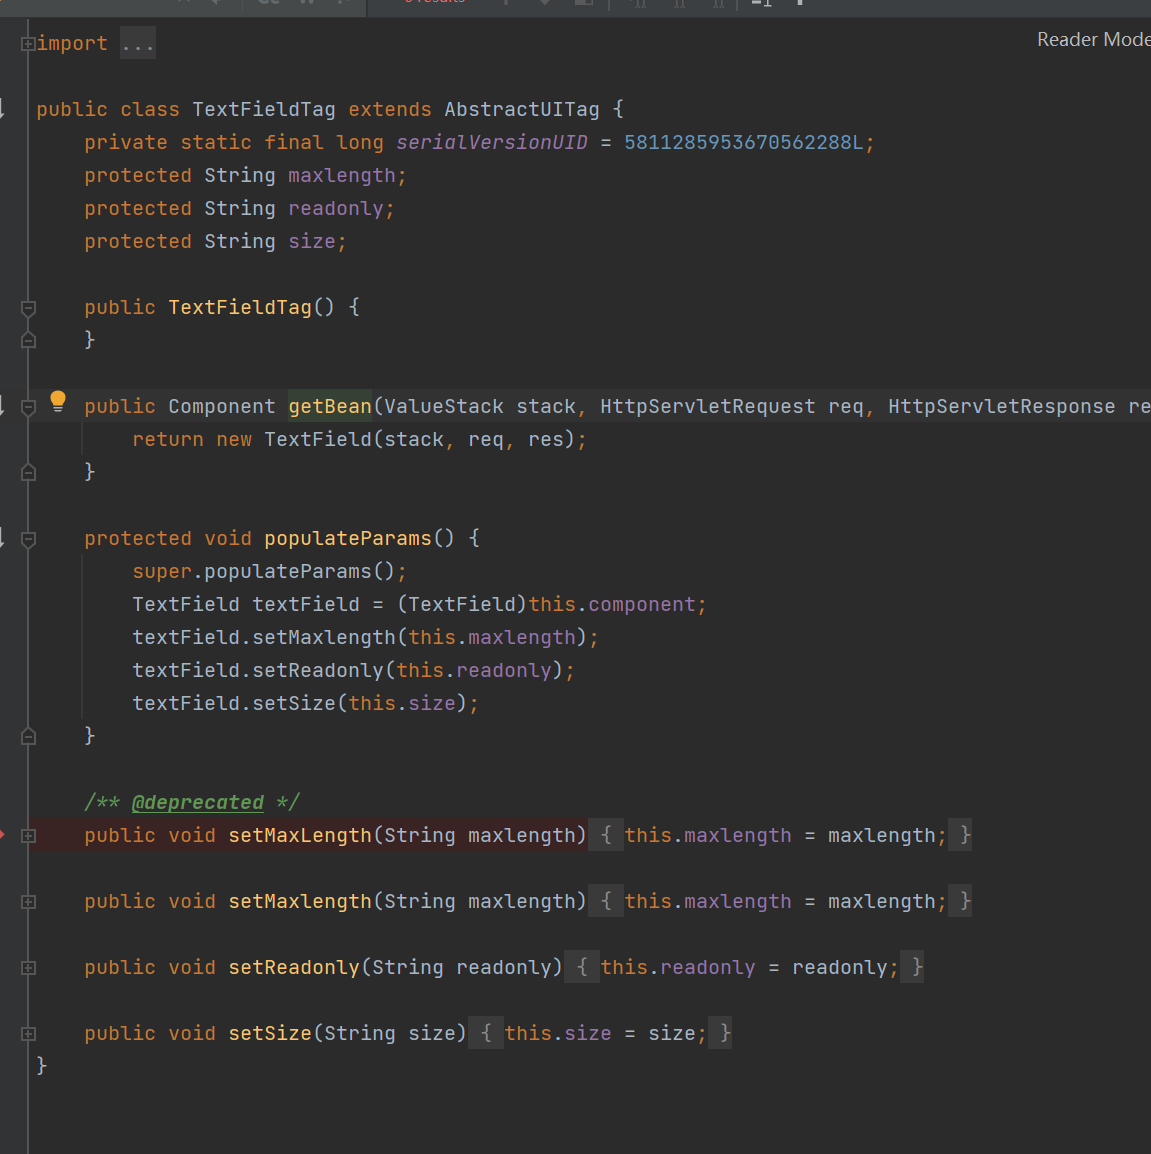 import ...
Reader Mode
public class TextFieldTag extends AbstractUITag {
private static final long serialVersionUID = 5811285953670562288L;
protected String maxlength;
protected String readonly;
protected String size;
public TextFieldTag() {
}
public Component getBean(ValueStack stack, HttpServletRequest req, HttpServletResponse re
return new TextField(stack, req, res);
}
protected void populateParams() {
super.populateParams();
TextField textField = (TextField)this.component;
textField.setMaxlength(this.maxlength);
textField.setReadonly(this.readonly);
textField.setSize(this.size);
}
/** @deprecated */
public void setMaxLength(String maxlength) { this.maxlength = maxlength; }
public void setMaxlength(String maxlength) { this.maxlength = maxlength; }
public void setReadonly(String readonly) { this.readonly = readonly; }
public void setSize(String size) { this.size = size; }
}